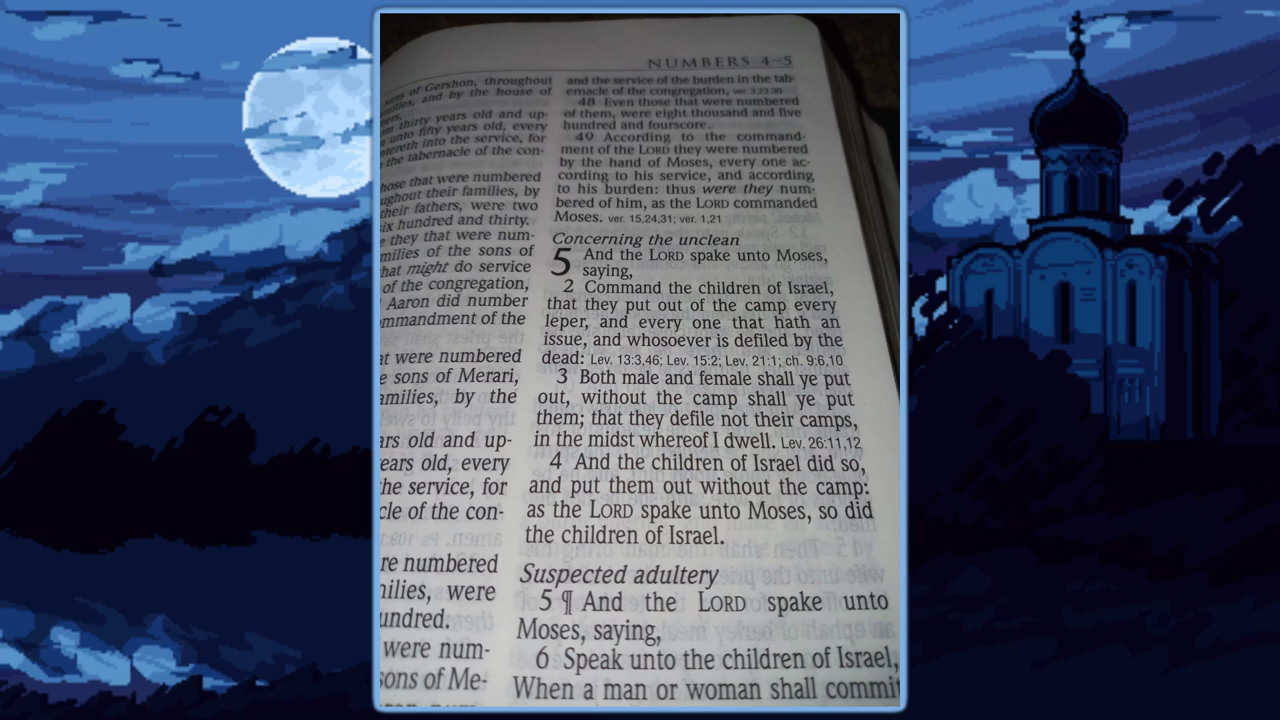 NUMBERS 4–5
sons of Gershon, throughout
and by the house of
thirty years old and up-
unto fifty years old, every
into the service, for
the tabernacle of the con-
those that were numbered
their families, by
their fathers, were two
hundred and thirty.
they that were num-
of the sons of
that might do service
of the congregation,
Aaron did number
of the
were numbered
sons of Merari,
by the
old and up-
old, every
the service, for
of the con-
numbered
were
were num-
sons of Me-
and the service of the burden in the tab-
ernacle of the congregation, ver. 3,23,30
48 Even those that were numbered
of them, were eight thousand and five
hundred and fourscore.
49 According to the command-
ment of the LORD they were numbered
by the hand of Moses, every one ac-
cording to his service, and according
to his burden: thus were they num-
bered of him, as the LORD commanded
Moses. ver. 15,24,31; ver. 1,21
Concerning the unclean
5 And the LORD spake unto Moses,
saying,
2 Command the children of Israel,
that they put out of the camp every
leper, and every one that hath an
issue, and whosoever is defiled by the
dead: Lev. 13:3,46; Lev. 15:2; Lev. 21:1; ch. 9:6,10
3 Both male and female shall ye put
out, without the camp shall ye put
them; that they defile not their camps,
in the midst whereof I dwell. Lev. 26:11,12
4 And the children of Israel did so,
and put them out without the camp:
as the LORD spake unto Moses, so did
the children of Israel.
Suspected adultery
5 ¶ And the LORD spake unto
Moses, saying,
6 Speak unto the children of Israel,
When a man or woman shall commit